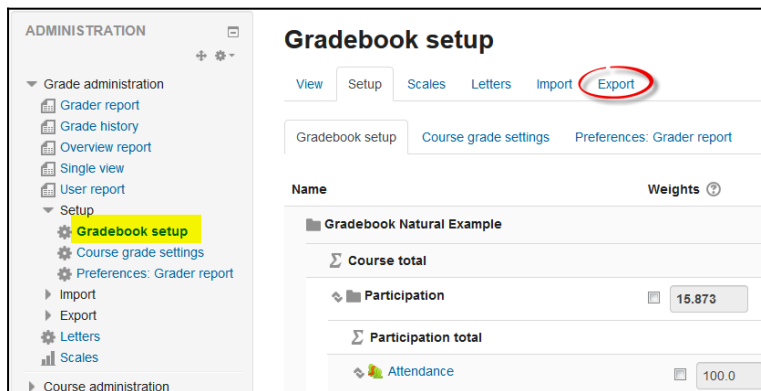 ADMINISTRATION
Grade administration
Grader report
Grade history
Overview report
Single view
User report
Setup
Gradebook setup
Course grade settings
Preferences: Grader report
Import
Export
Letters
Scales
Course administration
Gradebook setup
View Setup Scales Letters Import Export
Gradebook setup Course grade settings Preferences: Grader report
Name Weights ?
Gradebook Natural Example
∑ Course total
Participation 15.873
∑ Participation total
Attendance 100.0